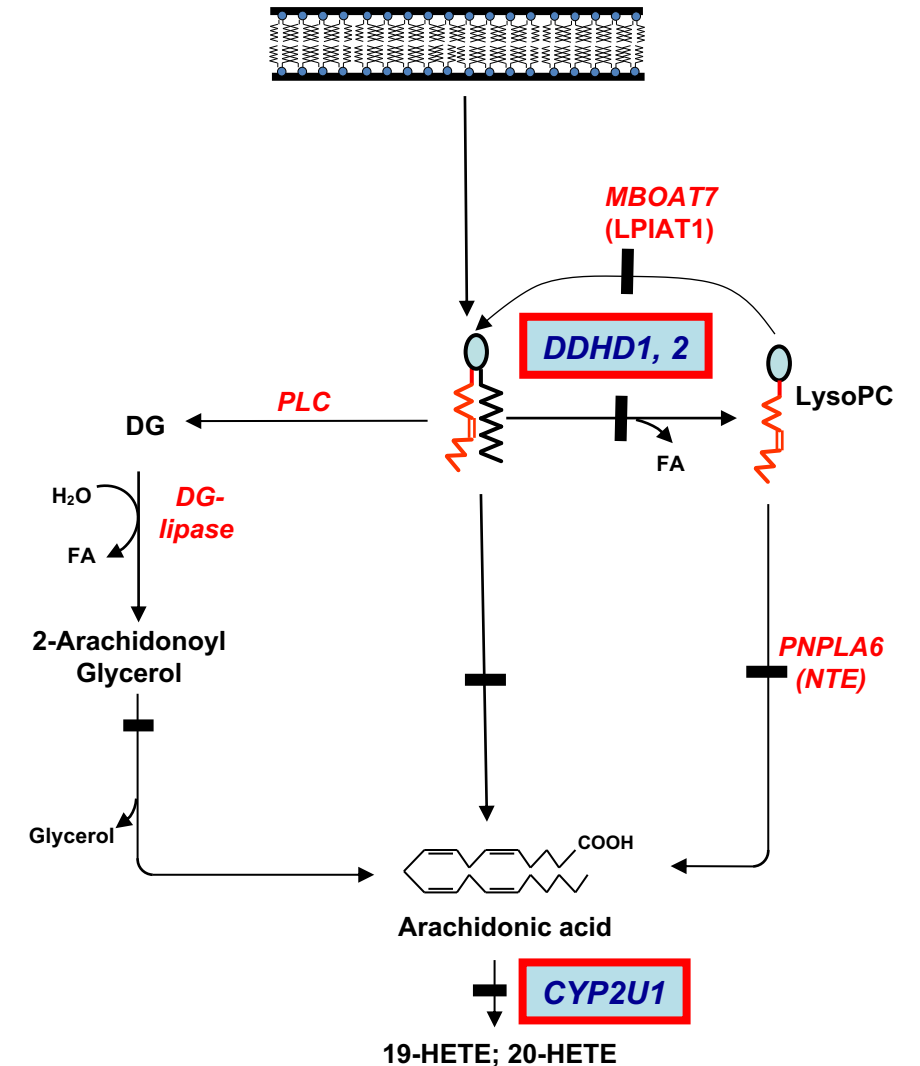 MBOAT7
(LPIAT1)
DDHD1, 2
LysoPC
PLC
DG
FA
H₂O
DG-
lipase
FA
2-Arachidonoyl
Glycerol
PNPLA6
(NTE)
Glycerol
COOH
Arachidonic acid
CYP2U1
19-HETE; 20-HETE